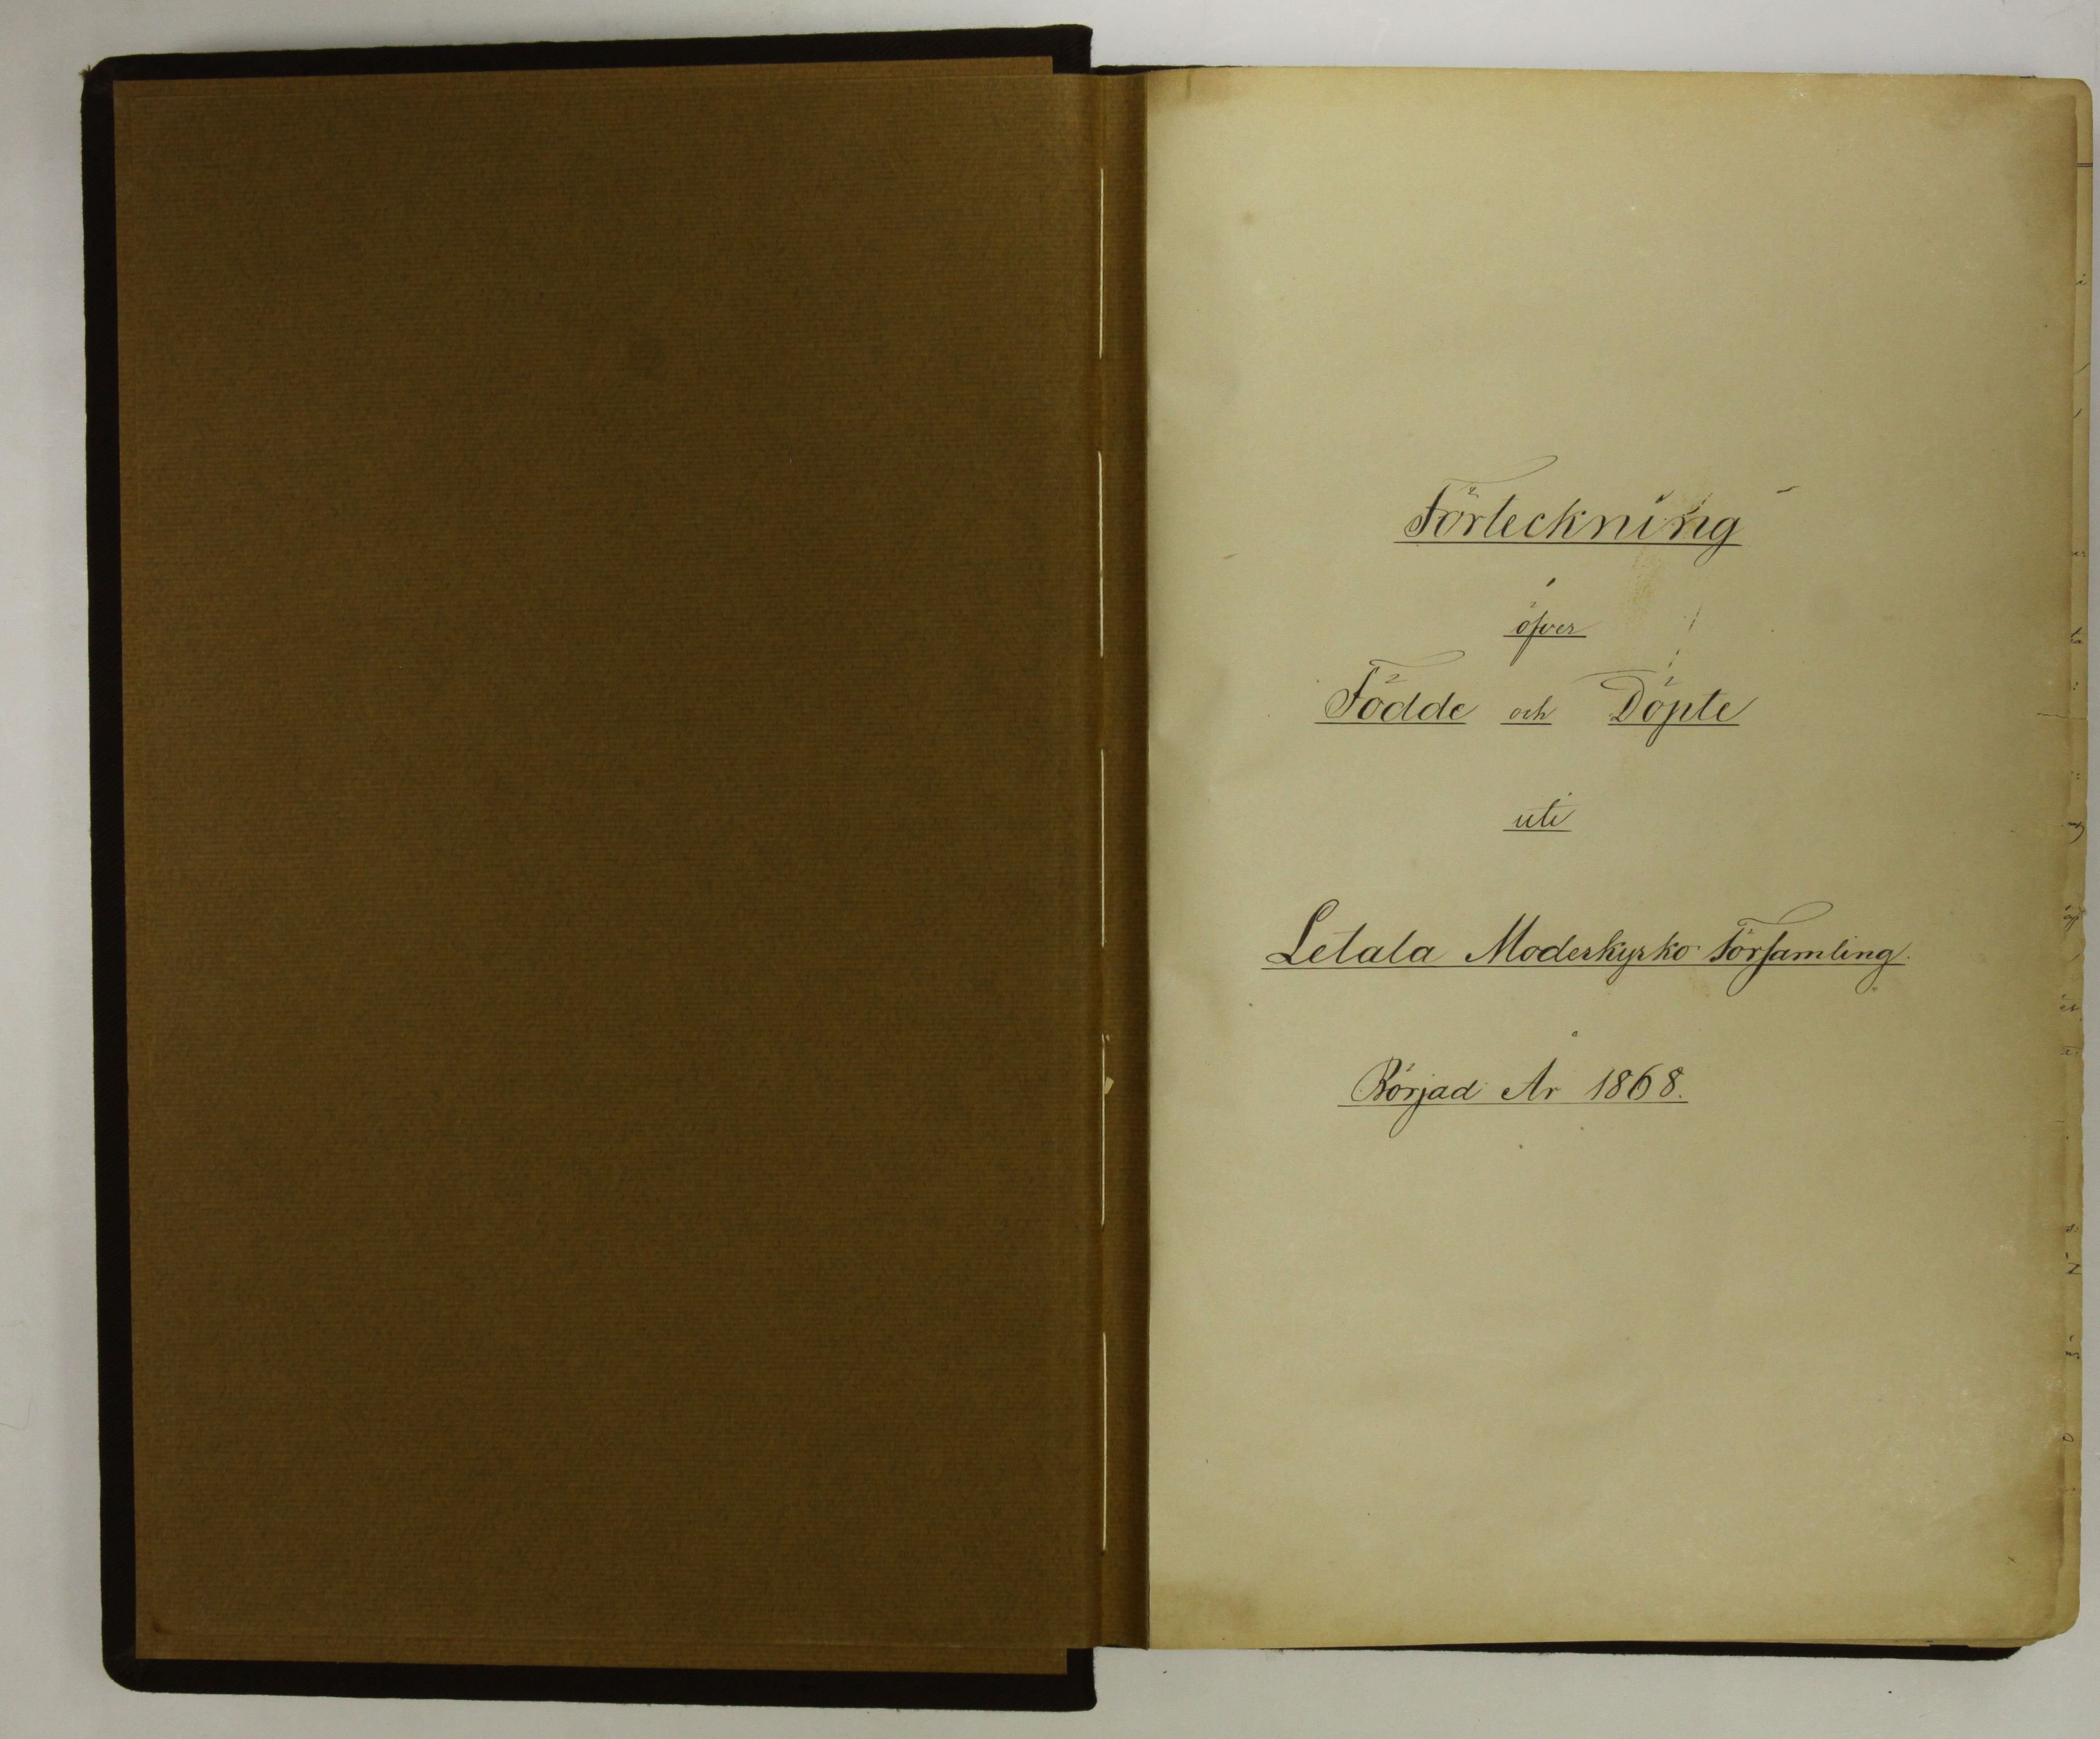 Förteckning
öfver
Födde och Döpte
uti
Letala Moderkyrko Församling.
Börjad År 1868.